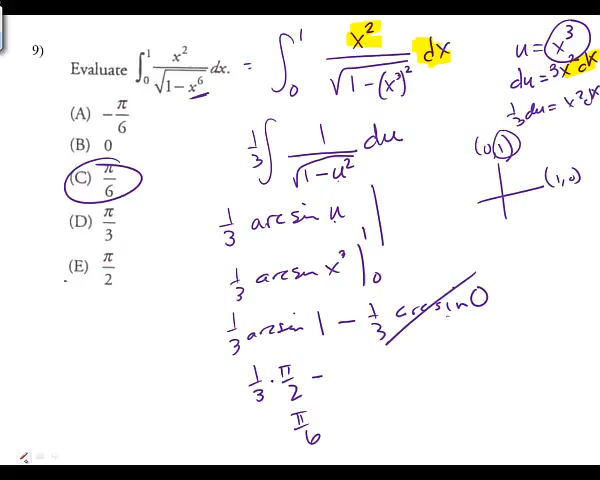 9)
Evaluate ∫₀¹ x²/√(1−x⁶) dx. = ∫₀¹ x²/√(1−(x³)²) dx
u = x³
du = 3x² dx
1/3 du = x² dx
(A) −π/6
(B) 0
(C) π/6
(D) π/3
(E) π/2
1/3 ∫ 1/√(1−u²) du
(0,1)
(1,0)
1/3 arcsin u |
1/3 arcsin x³ |₀¹
1/3 arcsin 1 − 1/3 arcsin 0
1/3 · π/2 −
π/6